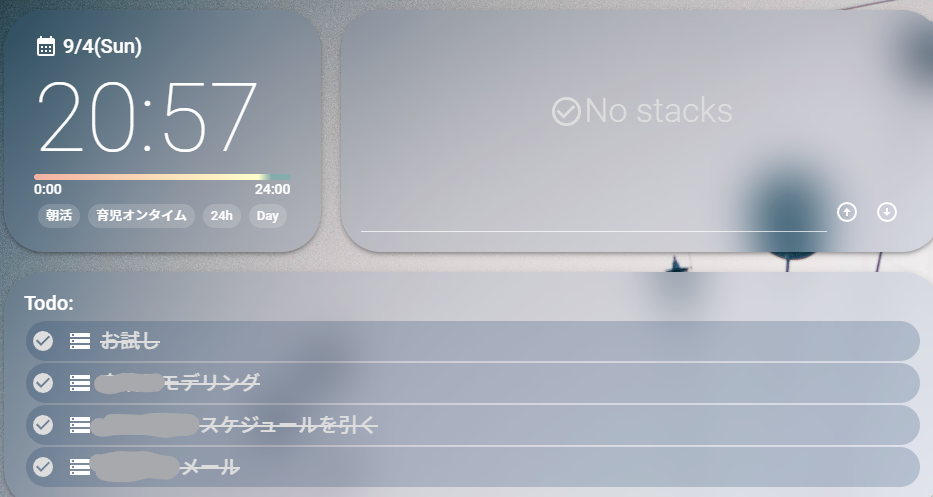 9/4(Sun)
20:57
0:00 24:00
朝活 育児オンタイム 24h Day
No stacks
Todo:
お試し
モデリング
スケジュールを引く
メール